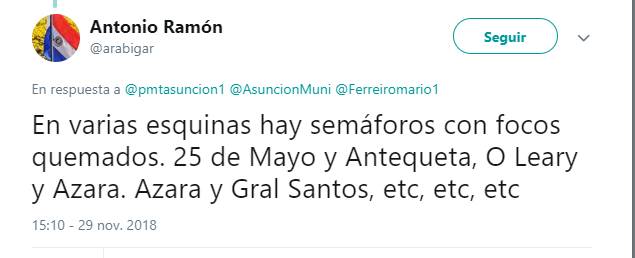 Antonio Ramón
@arabigar
Seguir
En respuesta a @pmtasuncion1 @AsuncionMuni @Ferreiromario1
En varias esquinas hay semáforos con focos
quemados. 25 de Mayo y Antequeta, O Leary
y Azara. Azara y Gral Santos, etc, etc, etc
15:10 - 29 nov. 2018